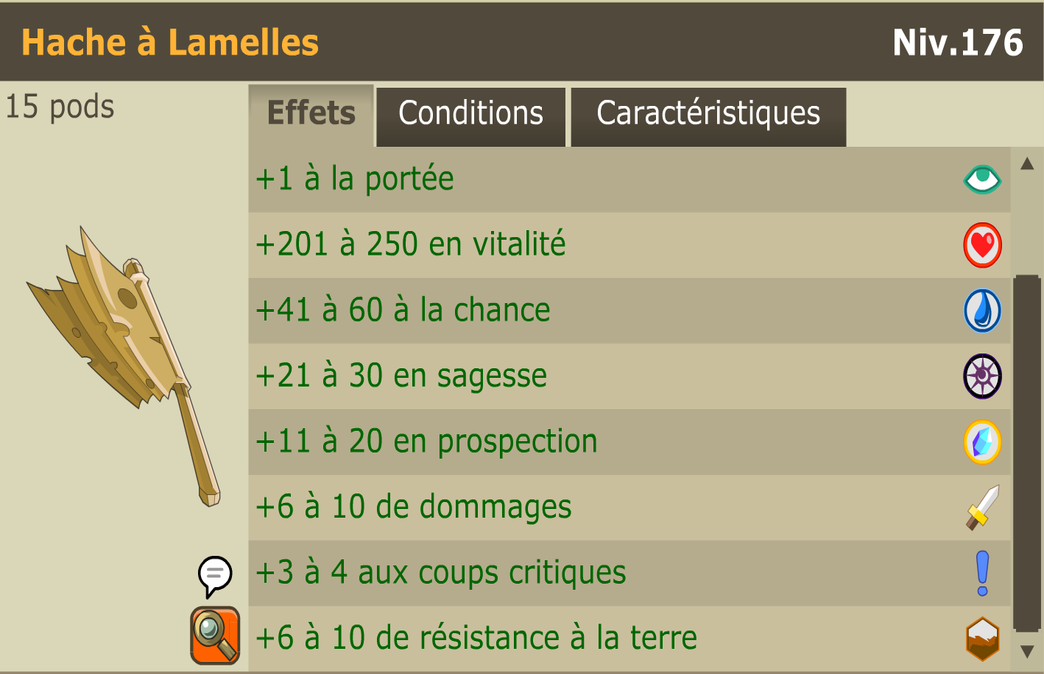 Hache à Lamelles
Niv.176
15 pods
Effets
Conditions
Caractéristiques
+1 à la portée
+201 à 250 en vitalité
+41 à 60 à la chance
+21 à 30 en sagesse
+11 à 20 en prospection
+6 à 10 de dommages
+3 à 4 aux coups critiques
+6 à 10 de résistance à la terre